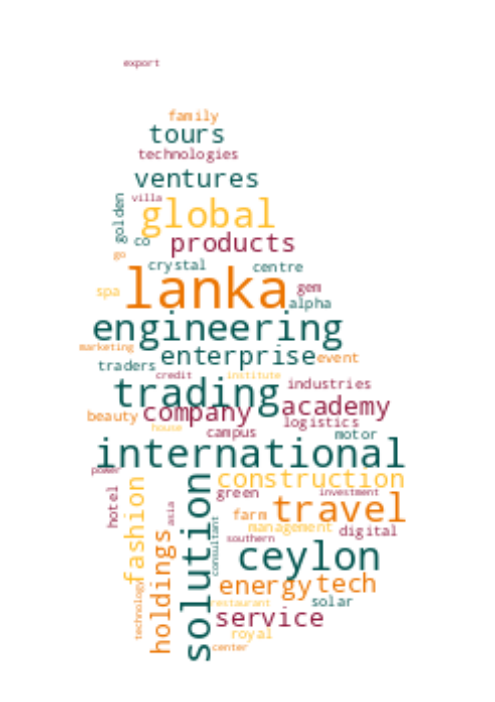 export
family
tours
technologies
ventures
villa
golden
global
co
products
go
crystal
centre
lanka
gem
spa
alpha
engineering
marketing
enterprise
event
traders
credit
institute
trading
industries
company
academy
beauty
logistics
house
campus
motor
international
power
construction
hotel
fashion
solution
green
investment
asia
travel
farm
management
digital
consultant
southern
holdings
ceylon
technology
energy
tech
restaurant
solar
service
royal
center